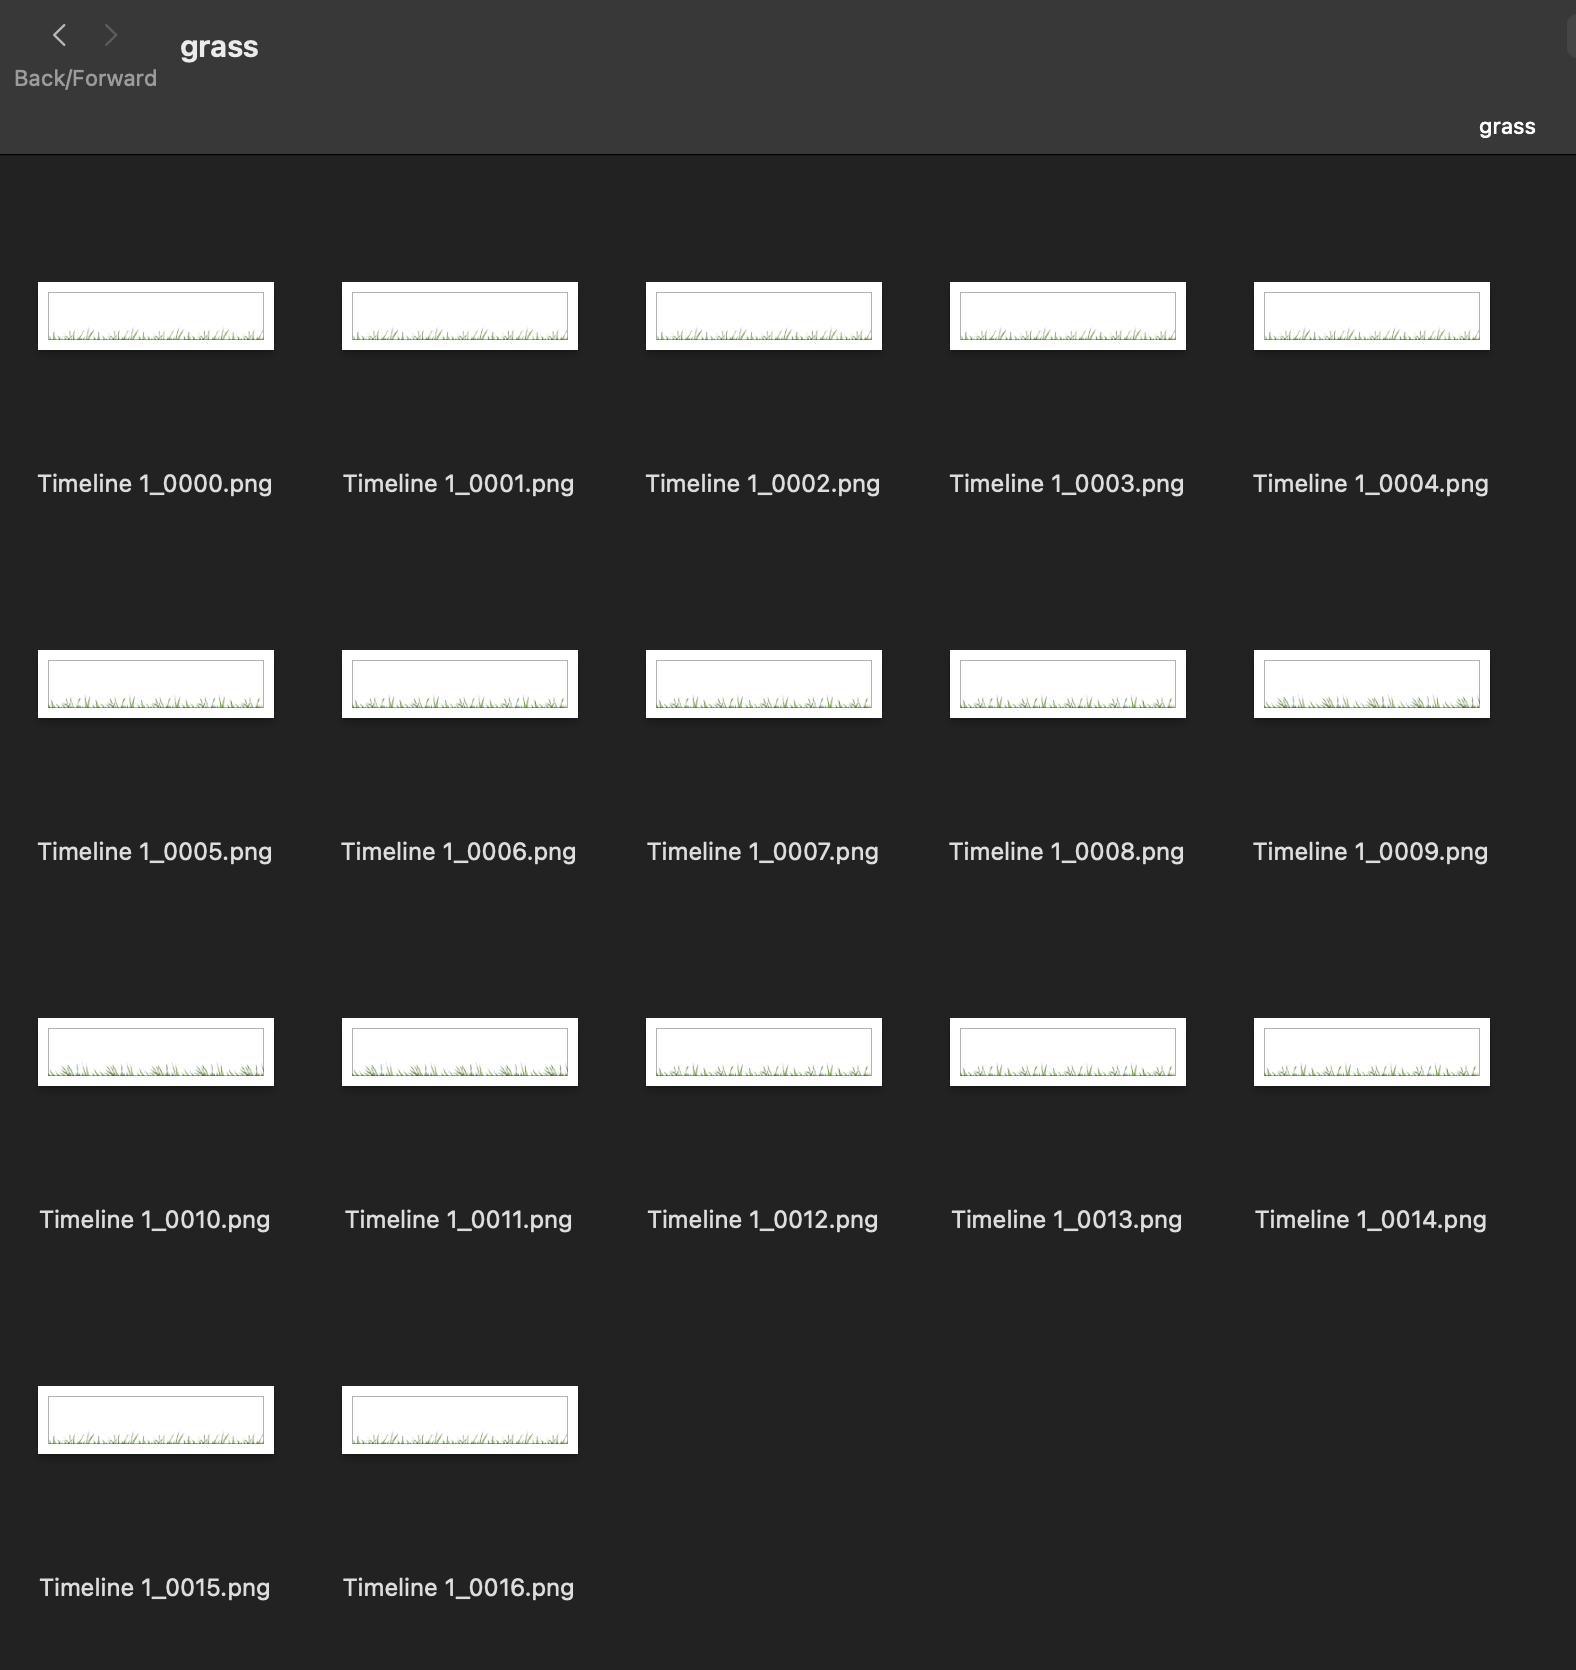 grass
Back/Forward
grass
Timeline 1_0000.png
Timeline 1_0001.png
Timeline 1_0002.png
Timeline 1_0003.png
Timeline 1_0004.png
Timeline 1_0005.png
Timeline 1_0006.png
Timeline 1_0007.png
Timeline 1_0008.png
Timeline 1_0009.png
Timeline 1_0010.png
Timeline 1_0011.png
Timeline 1_0012.png
Timeline 1_0013.png
Timeline 1_0014.png
Timeline 1_0015.png
Timeline 1_0016.png